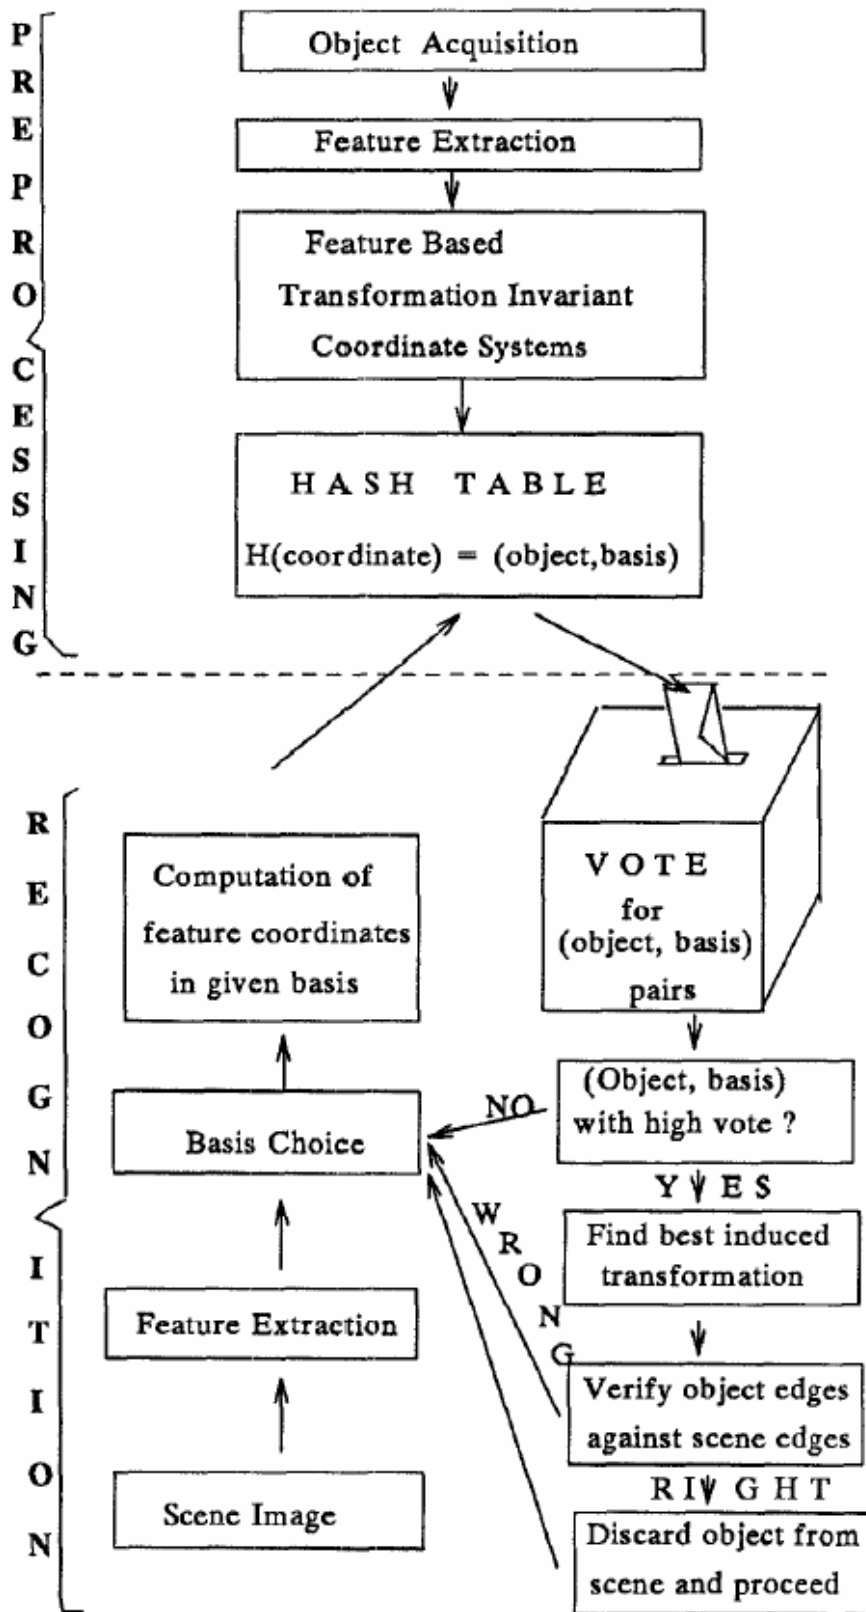 PREPROCESSING
Object Acquisition
Feature Extraction
Feature Based
Transformation Invariant
Coordinate Systems
HASH TABLE
H(coordinate) = (object,basis)
RECOGNITION
Computation of
feature coordinates
in given basis
Basis Choice
Feature Extraction
Scene Image
VOTE
for
(object, basis)
pairs
(Object, basis)
with high vote ?
NO
YES
Find best induced
transformation
WRONG
Verify object edges
against scene edges
RIGHT
Discard object from
scene and proceed